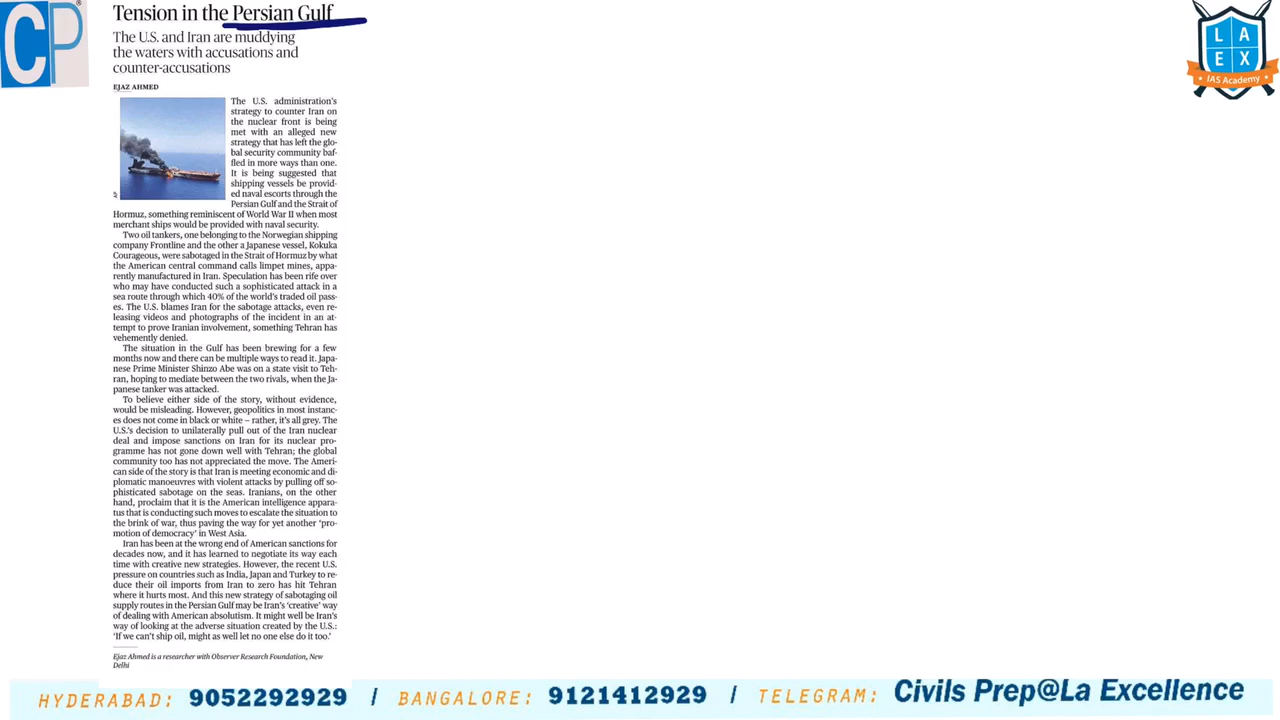 CP
®
Tension in the Persian Gulf
The U.S. and Iran are muddying
the waters with accusations and
counter-accusations
EJAZ AHMED
The U.S. administration's
strategy to counter Iran on
the nuclear front is being
met with an alleged new
strategy that has left the glo-
bal security community baf-
fled in more ways than one.
It is being suggested that
shipping vessels be provid-
ed naval escorts through the
Persian Gulf and the Strait of
Hormuz, something reminiscent of World War II when most
merchant ships would be provided with naval security.
Two oil tankers, one belonging to the Norwegian shipping
company Frontline and the other a Japanese vessel, Kokuka
Courageous, were sabotaged in the Strait of Hormuz by what
the American central command calls limpet mines, appa-
rently manufactured in Iran. Speculation has been rife over
who may have conducted such a sophisticated attack in a
sea route through which 40% of the world's traded oil pass-
es. The U.S. blames Iran for the sabotage attacks, even re-
leasing videos and photographs of the incident in an at-
tempt to prove Iranian involvement, something Tehran has
vehemently denied.
The situation in the Gulf has been brewing for a few
months now and there can be multiple ways to read it. Japa-
nese Prime Minister Shinzo Abe was on a state visit to Teh-
ran, hoping to mediate between the two rivals, when the Ja-
panese tanker was attacked.
To believe either side of the story, without evidence,
would be misleading. However, geopolitics in most instanc-
es does not come in black or white – rather, it's all grey. The
U.S.'s decision to unilaterally pull out of the Iran nuclear
deal and impose sanctions on Iran for its nuclear pro-
gramme has not gone down well with Tehran; the global
community too has not appreciated the move. The Ameri-
can side of the story is that Iran is meeting economic and di-
plomatic manoeuvres with violent attacks by pulling off so-
phisticated sabotage on the seas. Iranians, on the other
hand, proclaim that it is the American intelligence appara-
tus that is conducting such moves to escalate the situation to
the brink of war, thus paving the way for yet another 'pro-
motion of democracy' in West Asia.
Iran has been at the wrong end of American sanctions for
decades now, and it has learned to negotiate its way each
time with creative new strategies. However, the recent U.S.
pressure on countries such as India, Japan and Turkey to re-
duce their oil imports from Iran to zero has hit Tehran
where it hurts most. And this new strategy of sabotaging oil
supply routes in the Persian Gulf may be Iran's 'creative' way
of dealing with American absolutism. It might well be Iran's
way of looking at the adverse situation created by the U.S.:
'If we can't ship oil, might as well let no one else do it too.'
Ejaz Ahmed is a researcher with Observer Research Foundation, New
Delhi
L A
E X
IAS Academy
HYDERABAD: 9052292929 / BANGALORE: 9121412929 / TELEGRAM: Civils Prep@La Excellence